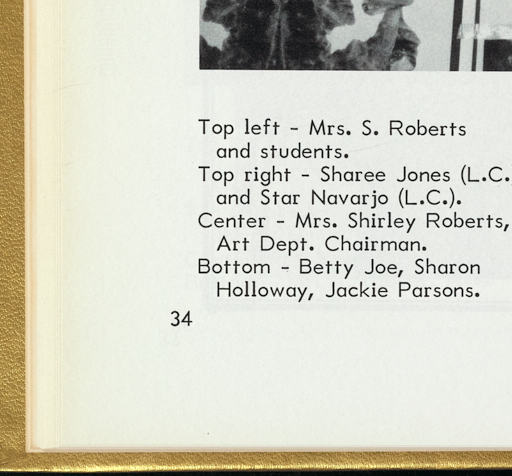 Top left - Mrs. S. Roberts
and students.
Top right - Sharee Jones (L.C.)
and Star Navarjo (L.C.).
Center - Mrs. Shirley Roberts,
Art Dept. Chairman.
Bottom - Betty Joe, Sharon
Holloway, Jackie Parsons.
34